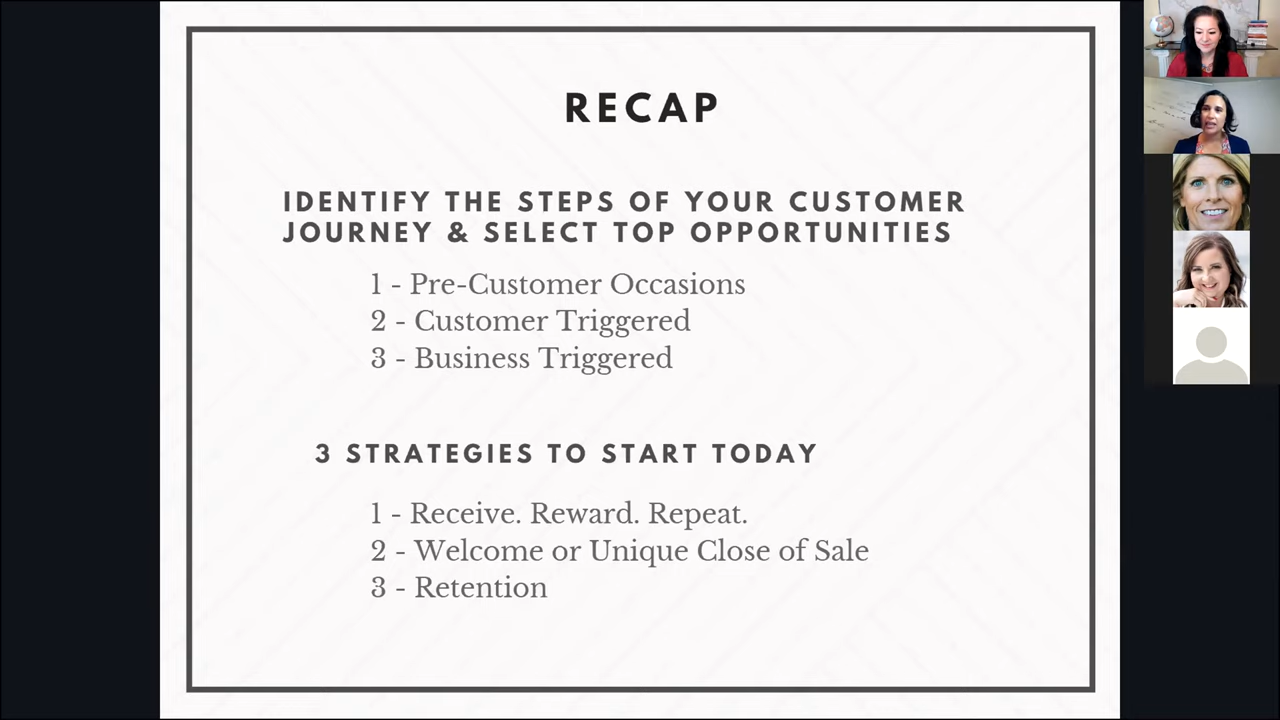 RECAP
IDENTIFY THE STEPS OF YOUR CUSTOMER
JOURNEY & SELECT TOP OPPORTUNITIES
1 - Pre-Customer Occasions
2 - Customer Triggered
3 - Business Triggered
3 STRATEGIES TO START TODAY
1 - Receive. Reward. Repeat.
2 - Welcome or Unique Close of Sale
3 - Retention